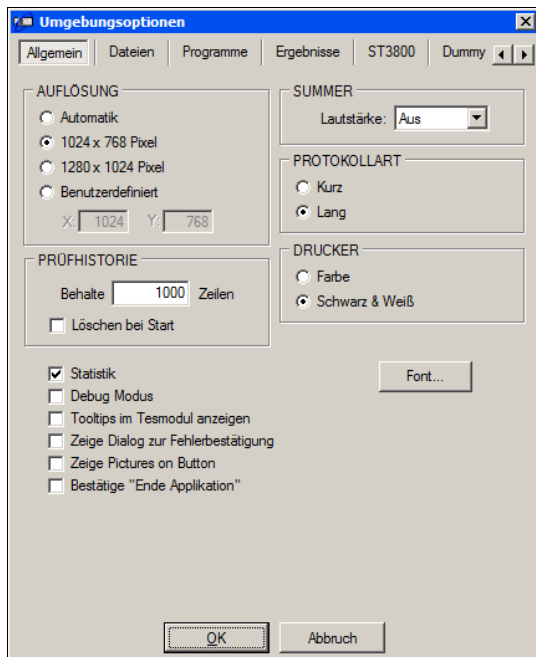 Umgebungsoptionen
Allgemein Dateien Programme Ergebnisse ST3800 Dummy
AUFLÖSUNG
Automatik
1024 x 768 Pixel
1280 x 1024 Pixel
Benutzerdefiniert
X: 1024 Y: 768
PRÜFHISTORIE
Behalte 1000 Zeilen
Löschen bei Start
SUMMER
Lautstärke: Aus
PROTOKOLLART
Kurz
Lang
DRUCKER
Farbe
Schwarz & Weiß
Statistik
Debug Modus
Tooltips im Tesmodul anzeigen
Zeige Dialog zur Fehlerbestätigung
Zeige Pictures on Button
Bestätige "Ende Applikation"
Font...
OK Abbruch